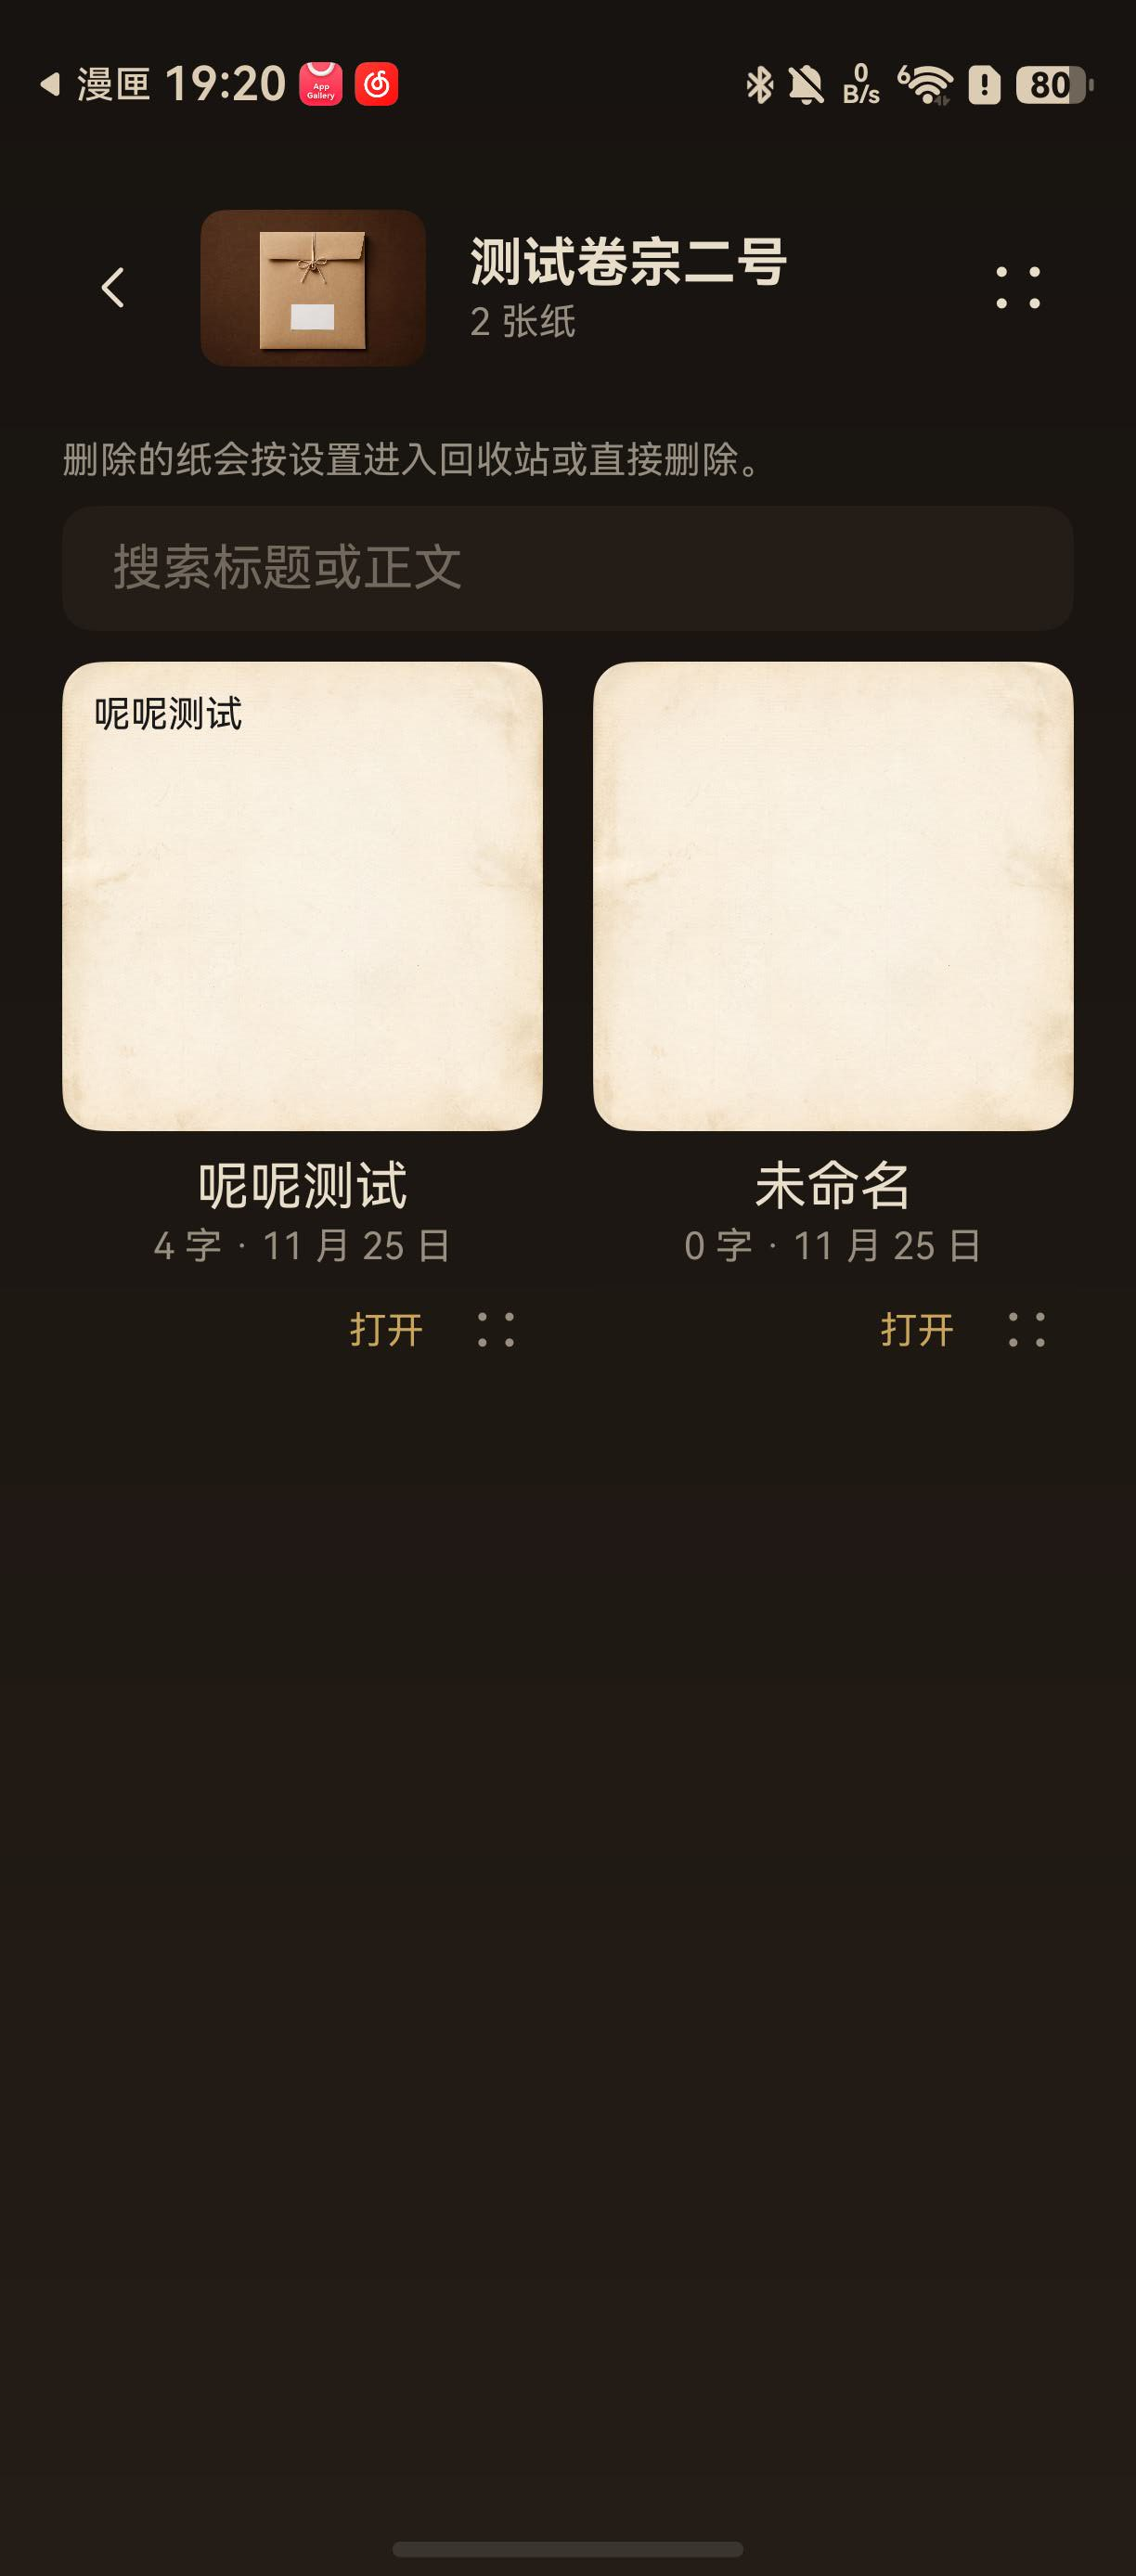 漫匣 19:20 App Gallery 0 B/s 6 80
测试卷宗二号
2 张纸
删除的纸会按设置进入回收站或直接删除。
搜索标题或正文
呢呢测试
呢呢测试 未命名
4 字 · 11 月 25 日 0 字 · 11 月 25 日
打开 打开